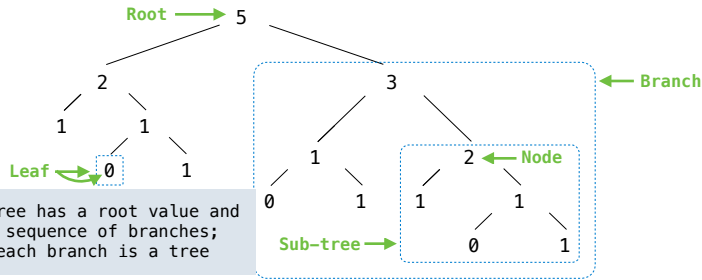 Root 5
2 3 Branch
1 1 1 2 Node
Leaf 0 1 0 1 1 1
ree has a root value and
sequence of branches;
each branch is a tree
Sub-tree 0 1